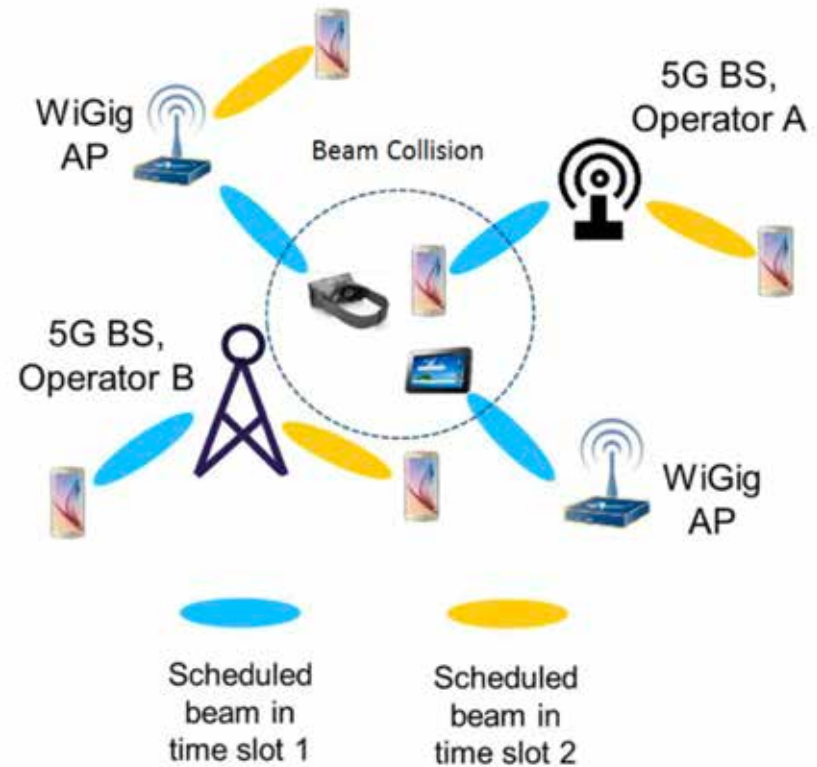 WiGig
AP
5G BS,
Operator A
Beam Collision
5G BS,
Operator B
WiGig
AP
Scheduled
beam in
time slot 1
Scheduled
beam in
time slot 2